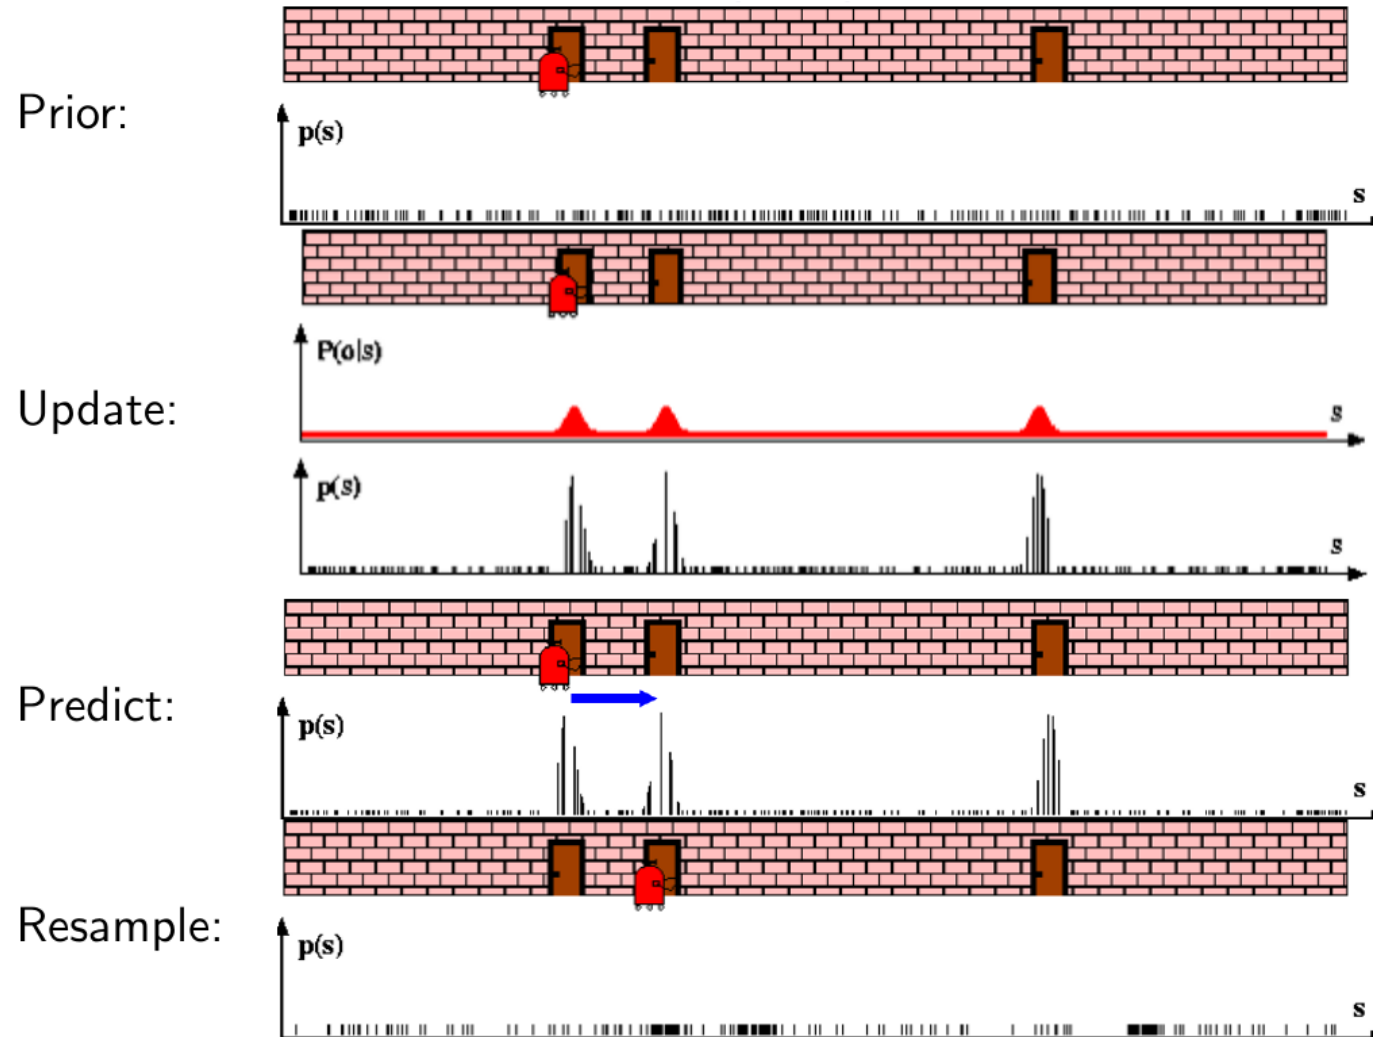 Prior:
p(s)
s
Update:
P(o|s)
s
p(s)
s
Predict:
p(s)
s
Resample:
p(s)
s